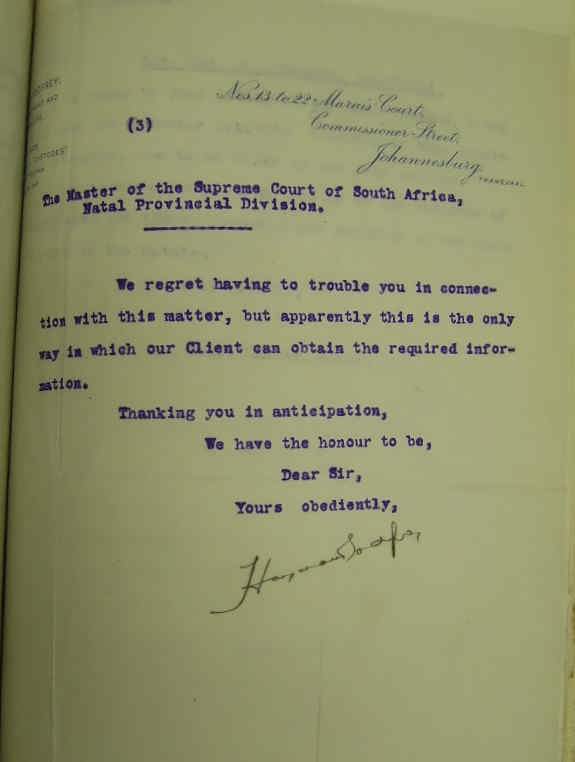 Nos. 13 to 22 Marais Court,
Commissioner Street,
Johannesburg
(3)
The Master of the Supreme Court of South Africa,
Natal Provincial Division.
We regret having to trouble you in connec-
tion with this matter, but apparently this is the only
way in which our Client can obtain the required infor-
mation.
Thanking you in anticipation,
We have the honour to be,
Dear Sir,
Yours obediently,